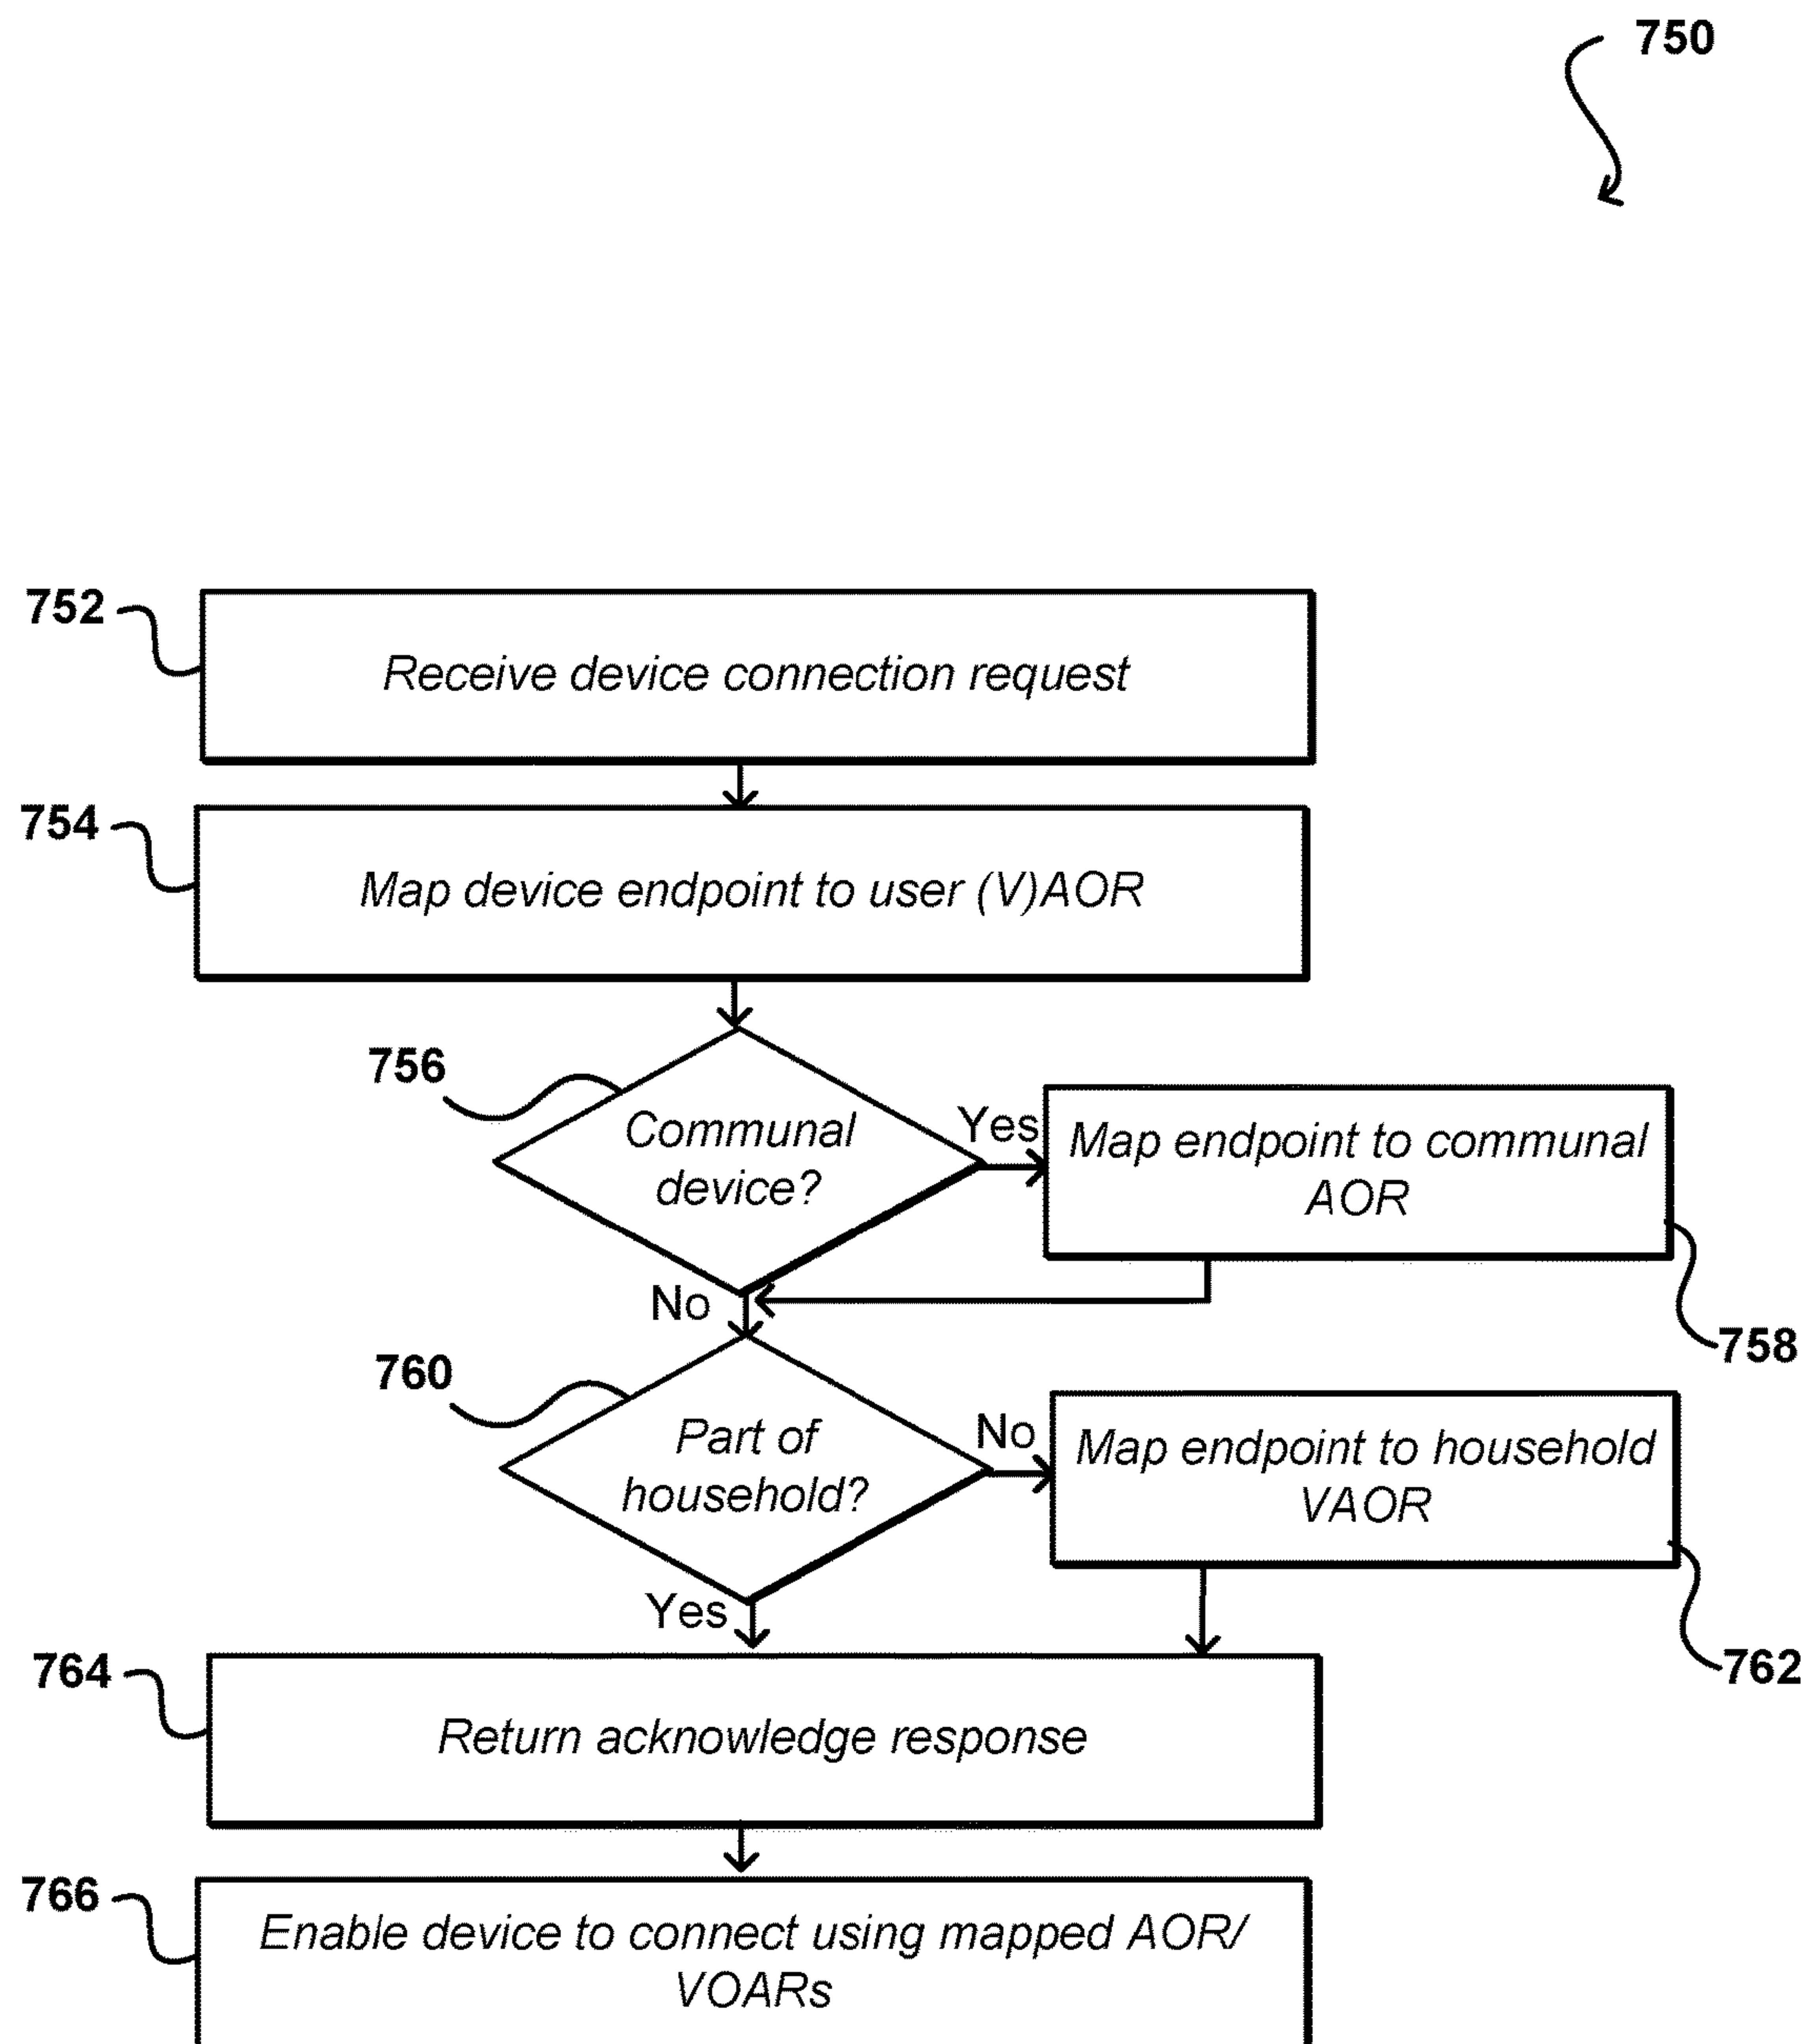 750
752
Receive device connection request
754
Map device endpoint to user (V)AOR
756
Communal
device?
Yes
Map endpoint to communal
AOR
No
758
760
Part of
household?
No
Map endpoint to household
VAOR
Yes
762
764
Return acknowledge response
766
Enable device to connect using mapped AOR/
VOARs